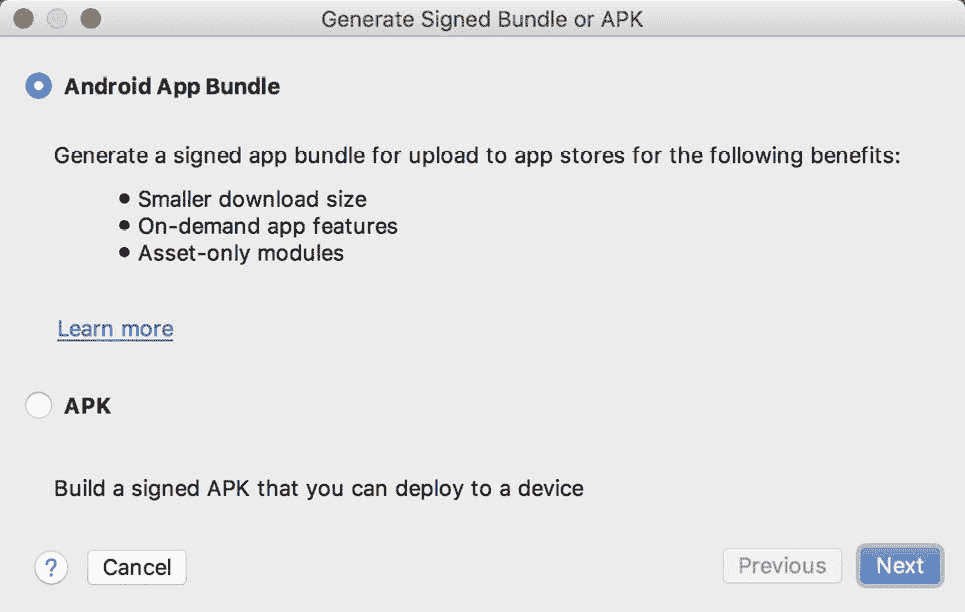 Generate Signed Bundle or APK
Android App Bundle
Generate a signed app bundle for upload to app stores for the following benefits:
• Smaller download size
• On-demand app features
• Asset-only modules
Learn more
APK
Build a signed APK that you can deploy to a device
? Cancel Previous Next